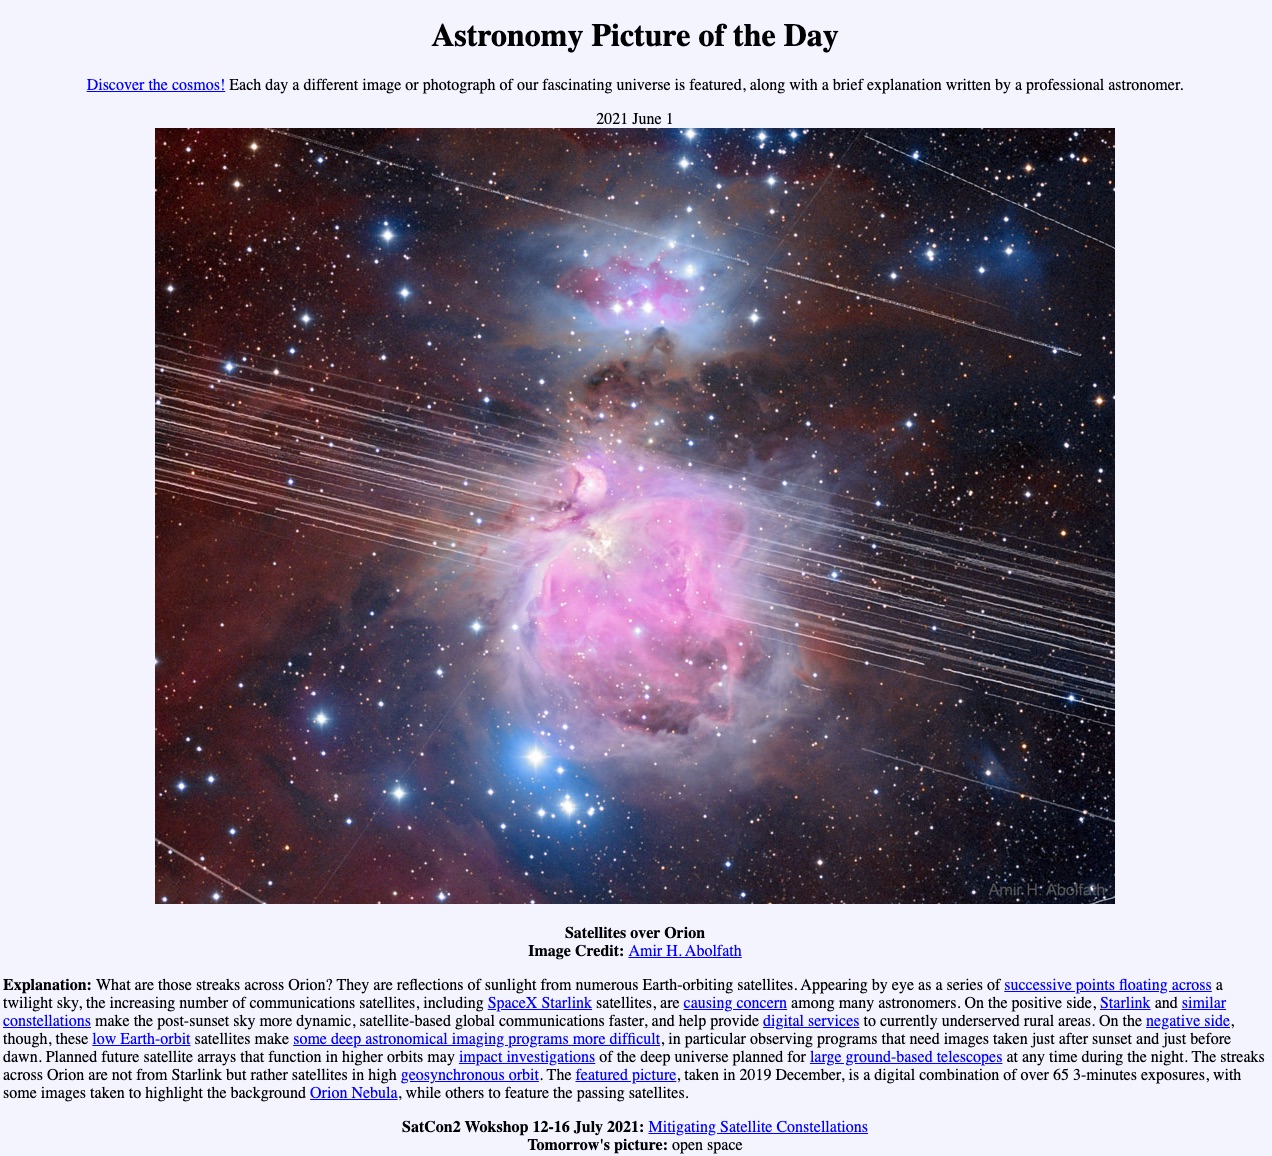 Astronomy Picture of the Day
Discover the cosmos! Each day a different image or photograph of our fascinating universe is featured, along with a brief explanation written by a professional astronomer.
2021 June 1
Amir H. Abolfath
Satellites over Orion
Image Credit: Amir H. Abolfath
Explanation: What are those streaks across Orion? They are reflections of sunlight from numerous Earth-orbiting satellites. Appearing by eye as a series of successive points floating across a
twilight sky, the increasing number of communications satellites, including SpaceX Starlink satellites, are causing concern among many astronomers. On the positive side, Starlink and similar
constellations make the post-sunset sky more dynamic, satellite-based global communications faster, and help provide digital services to currently underserved rural areas. On the negative side,
though, these low Earth-orbit satellites make some deep astronomical imaging programs more difficult, in particular observing programs that need images taken just after sunset and just before
dawn. Planned future satellite arrays that function in higher orbits may impact investigations of the deep universe planned for large ground-based telescopes at any time during the night. The streaks
across Orion are not from Starlink but rather satellites in high geosynchronous orbit. The featured picture, taken in 2019 December, is a digital combination of over 65 3-minutes exposures, with
some images taken to highlight the background Orion Nebula, while others to feature the passing satellites.
SatCon2 Wokshop 12-16 July 2021: Mitigating Satellite Constellations
Tomorrow's picture: open space